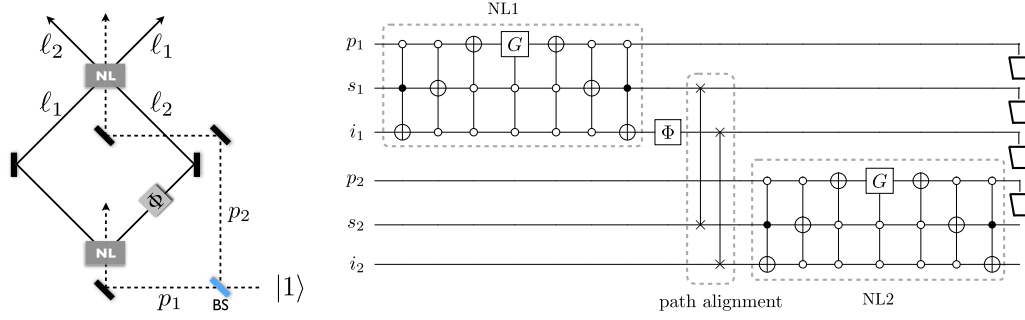 ℓ₂ ℓ₁
NL
ℓ₁ ℓ₂
Φ
p₂
NL
p₁ BS |1⟩
NL1
p₁ G
s₁
i₁ Φ
p₂ G
s₂
i₂
path alignment NL2